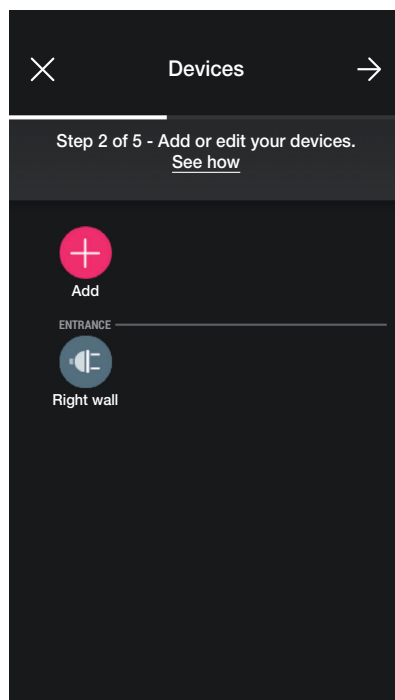 Devices
Step 2 of 5 - Add or edit your devices.
See how
Add
ENTRANCE
Right wall